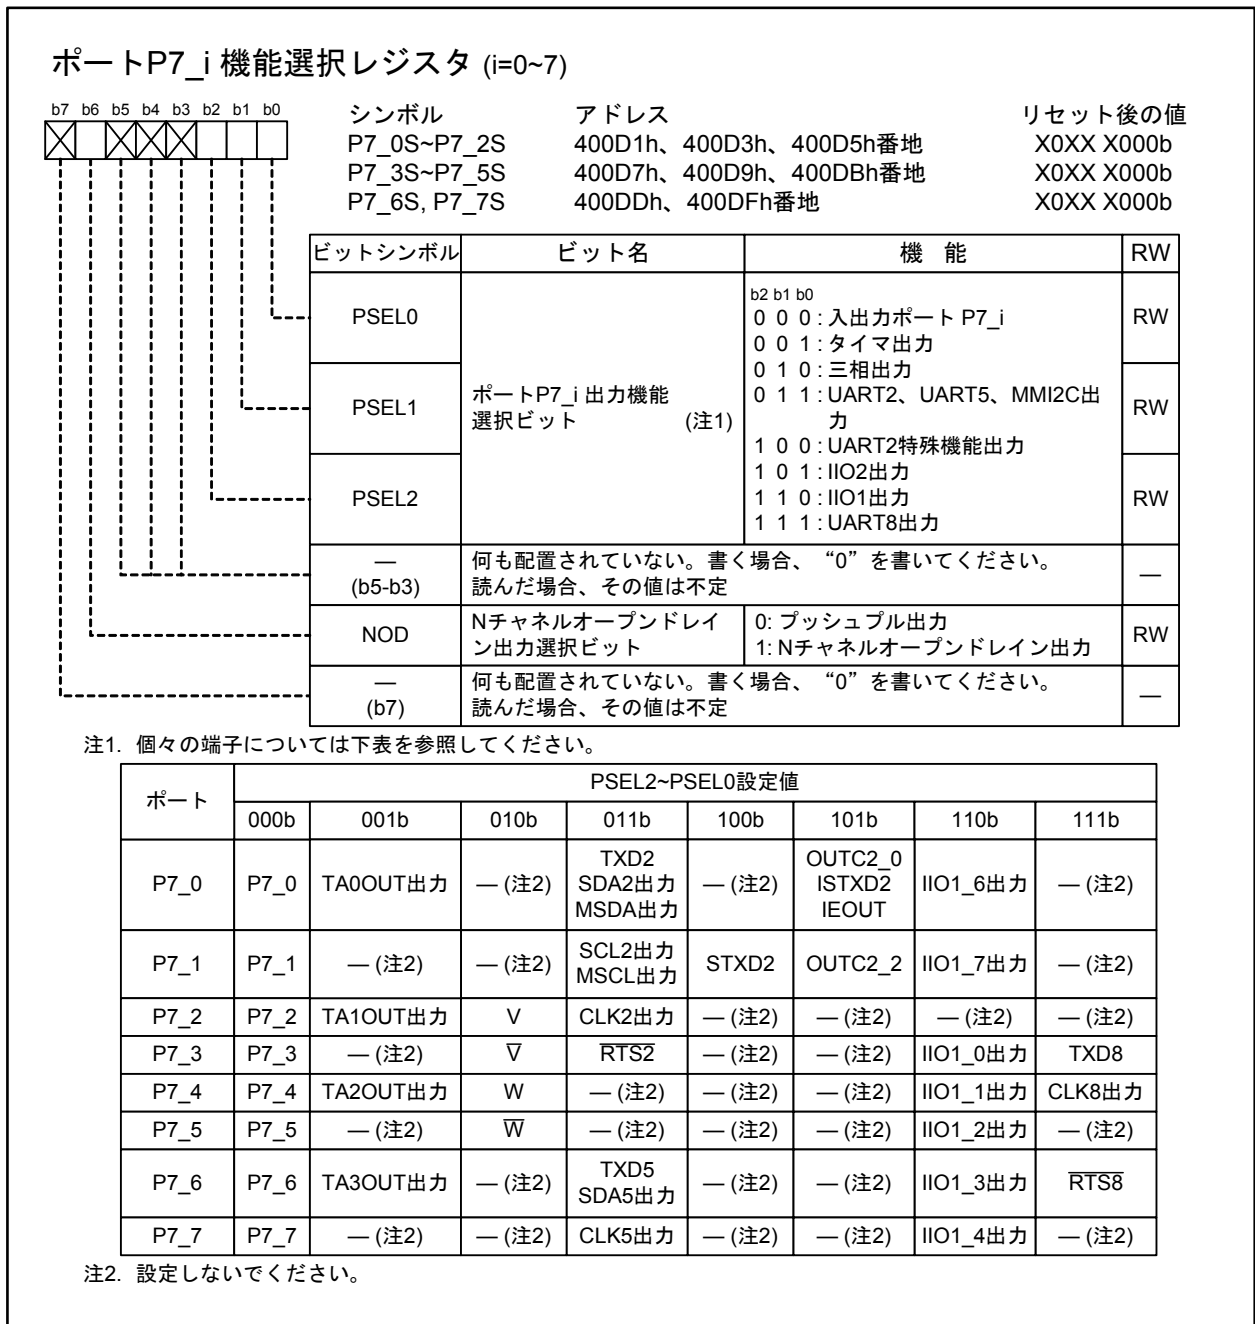 ポートP7_i 機能選択レジスタ (i=0~7)
b7 b6 b5 b4 b3 b2 b1 b0
シンボル アドレス リセット後の値
P7_0S~P7_2S 400D1h、400D3h、400D5h番地 X0XX X000b
P7_3S~P7_5S 400D7h、400D9h、400DBh番地 X0XX X000b
P7_6S, P7_7S 400DDh、400DFh番地 X0XX X000b
ビットシンボル ビット名 機 能 RW
PSEL0 RW
PSEL1 RW
PSEL2 RW
ポートP7_i 出力機能
選択ビット (注1)
b2 b1 b0
0 0 0 : 入出力ポート P7_i
0 0 1 : タイマ出力
0 1 0 : 三相出力
0 1 1 : UART2、UART5、MMI2C出
力
1 0 0 : UART2特殊機能出力
1 0 1 : IIO2出力
1 1 0 : IIO1出力
1 1 1 : UART8出力
— 何も配置されていない。書く場合、“0”を書いてください。 —
(b5-b3) 読んだ場合、その値は不定
NOD Nチャネルオープンドレイ 0: プッシュプル出力 RW
ン出力選択ビット 1: Nチャネルオープンドレイン出力
— 何も配置されていない。書く場合、“0”を書いてください。 —
(b7) 読んだ場合、その値は不定
注1. 個々の端子については下表を参照してください。
ポート PSEL2~PSEL0設定値
000b 001b 010b 011b 100b 101b 110b 111b
P7_0 P7_0 TA0OUT出力 — (注2) TXD2 SDA2出力 MSDA出力 — (注2) OUTC2_0 ISTXD2 IEOUT IIO1_6出力 — (注2)
P7_1 P7_1 — (注2) — (注2) SCL2出力 MSCL出力 STXD2 OUTC2_2 IIO1_7出力 — (注2)
P7_2 P7_2 TA1OUT出力 V CLK2出力 — (注2) — (注2) — (注2) — (注2)
P7_3 P7_3 — (注2) V̅ R̅T̅S̅2̅ — (注2) — (注2) IIO1_0出力 TXD8
P7_4 P7_4 TA2OUT出力 W — (注2) — (注2) — (注2) IIO1_1出力 CLK8出力
P7_5 P7_5 — (注2) W̅ — (注2) — (注2) — (注2) IIO1_2出力 — (注2)
P7_6 P7_6 TA3OUT出力 — (注2) TXD5 SDA5出力 — (注2) — (注2) IIO1_3出力 R̅T̅S̅8̅
P7_7 P7_7 — (注2) — (注2) CLK5出力 — (注2) — (注2) IIO1_4出力 — (注2)
注2. 設定しないでください。